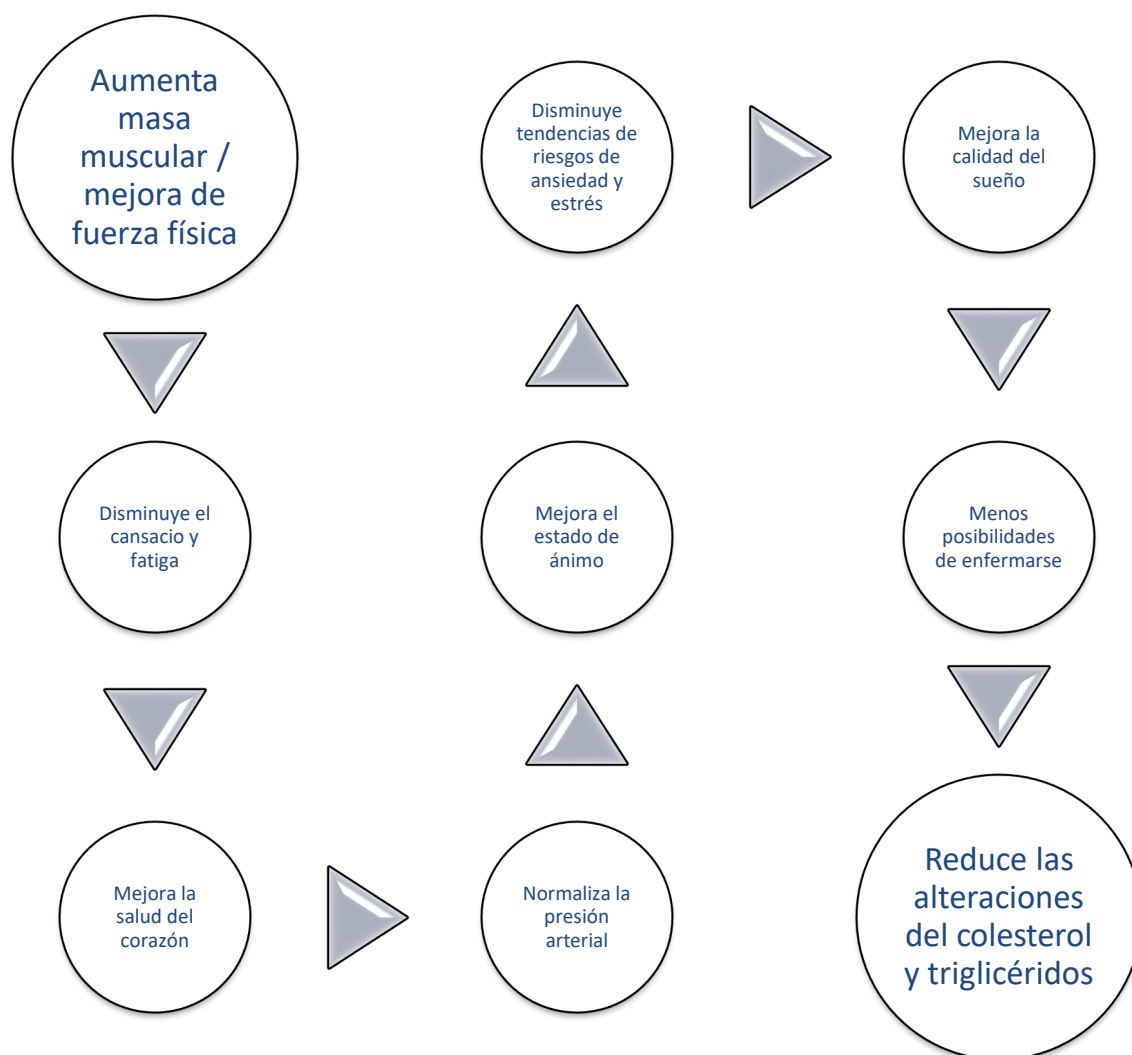 Aumenta
masa
muscular /
mejora de
fuerza física
Disminuye el
cansacio y
fatiga
Mejora la
salud del
corazón
Normaliza la
presión
arterial
Mejora el
estado de
ánimo
Disminuye
tendencias de
riesgos de
ansiedad y
estrés
Mejora la
calidad del
sueño
Menos
posibilidades
de enfermarse
Reduce las
alteraciones
del colesterol
y triglicéridos